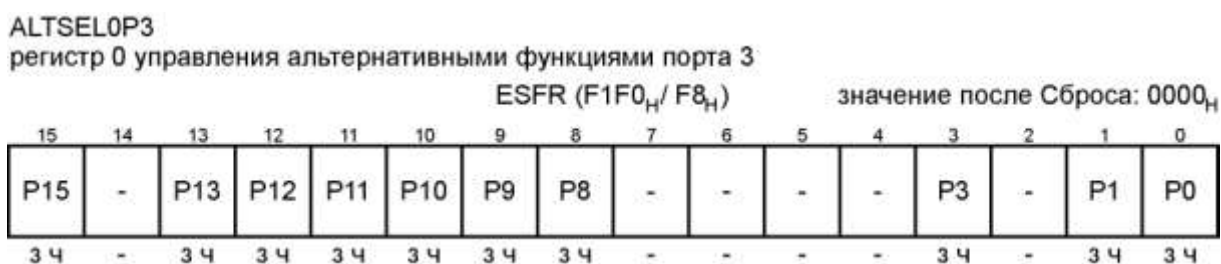 ALTSEL0P3
регистр 0 управления альтернативными функциями порта 3
ESFR (F1F0H/ F8H) значение после Сброса: 0000H
15 14 13 12 11 10 9 8 7 6 5 4 3 2 1 0
P15 - P13 P12 P11 P10 P9 P8 - - - - P3 - P1 P0
З Ч - З Ч З Ч З Ч З Ч З Ч З Ч - - - - З Ч - З Ч З Ч